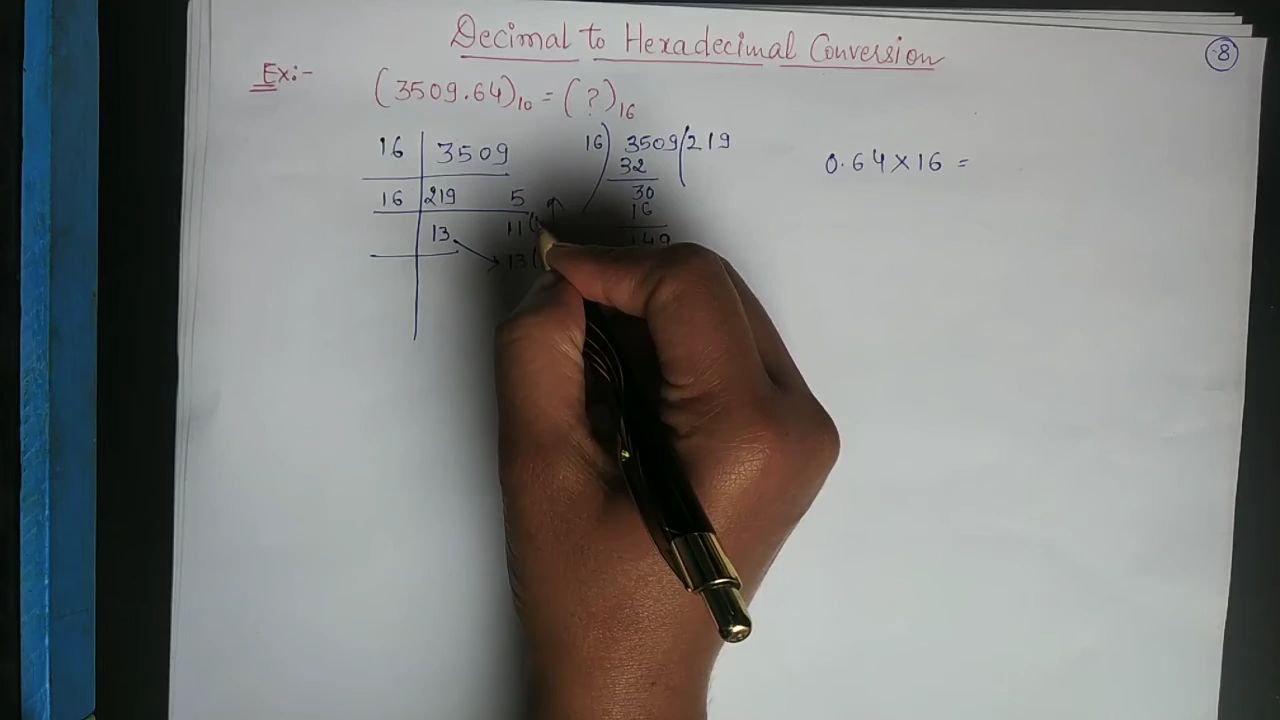 Decimal to Hexadecimal Conversion
8
Ex:-
(3509.64)10 = (?)16
16 3509
16 219 5
13 11(
13(
16) 3509(219
32
30
16
149
0.64×16 =